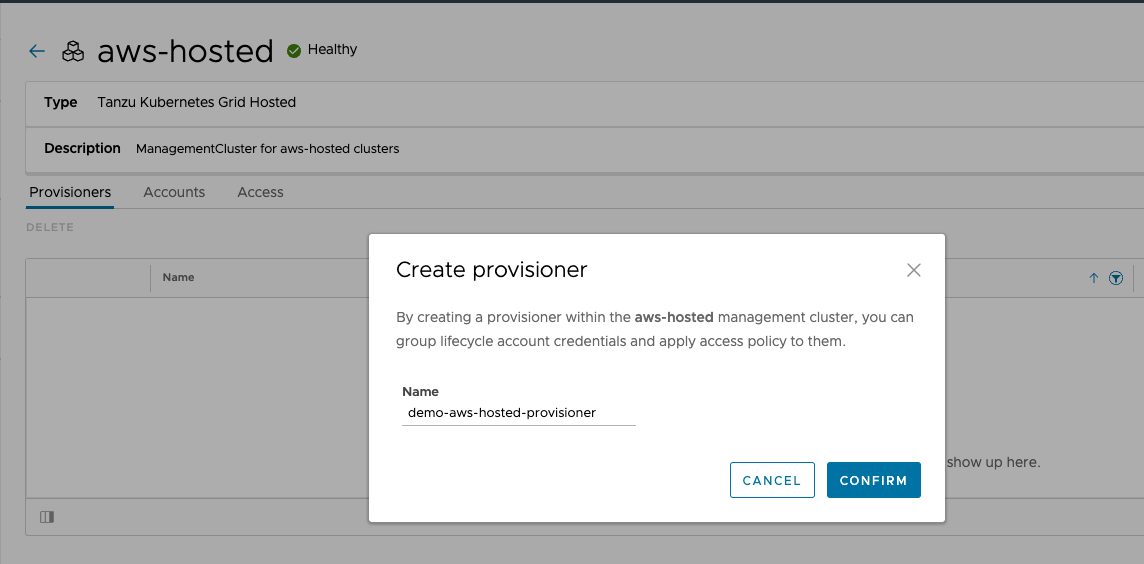 aws-hosted Healthy
Type Tanzu Kubernetes Grid Hosted
Description ManagementCluster for aws-hosted clusters
Provisioners Accounts Access
DELETE
Name
Create provisioner
By creating a provisioner within the aws-hosted management cluster, you can
group lifecycle account credentials and apply access policy to them.
Name
demo-aws-hosted-provisioner
show up here.
CANCEL CONFIRM